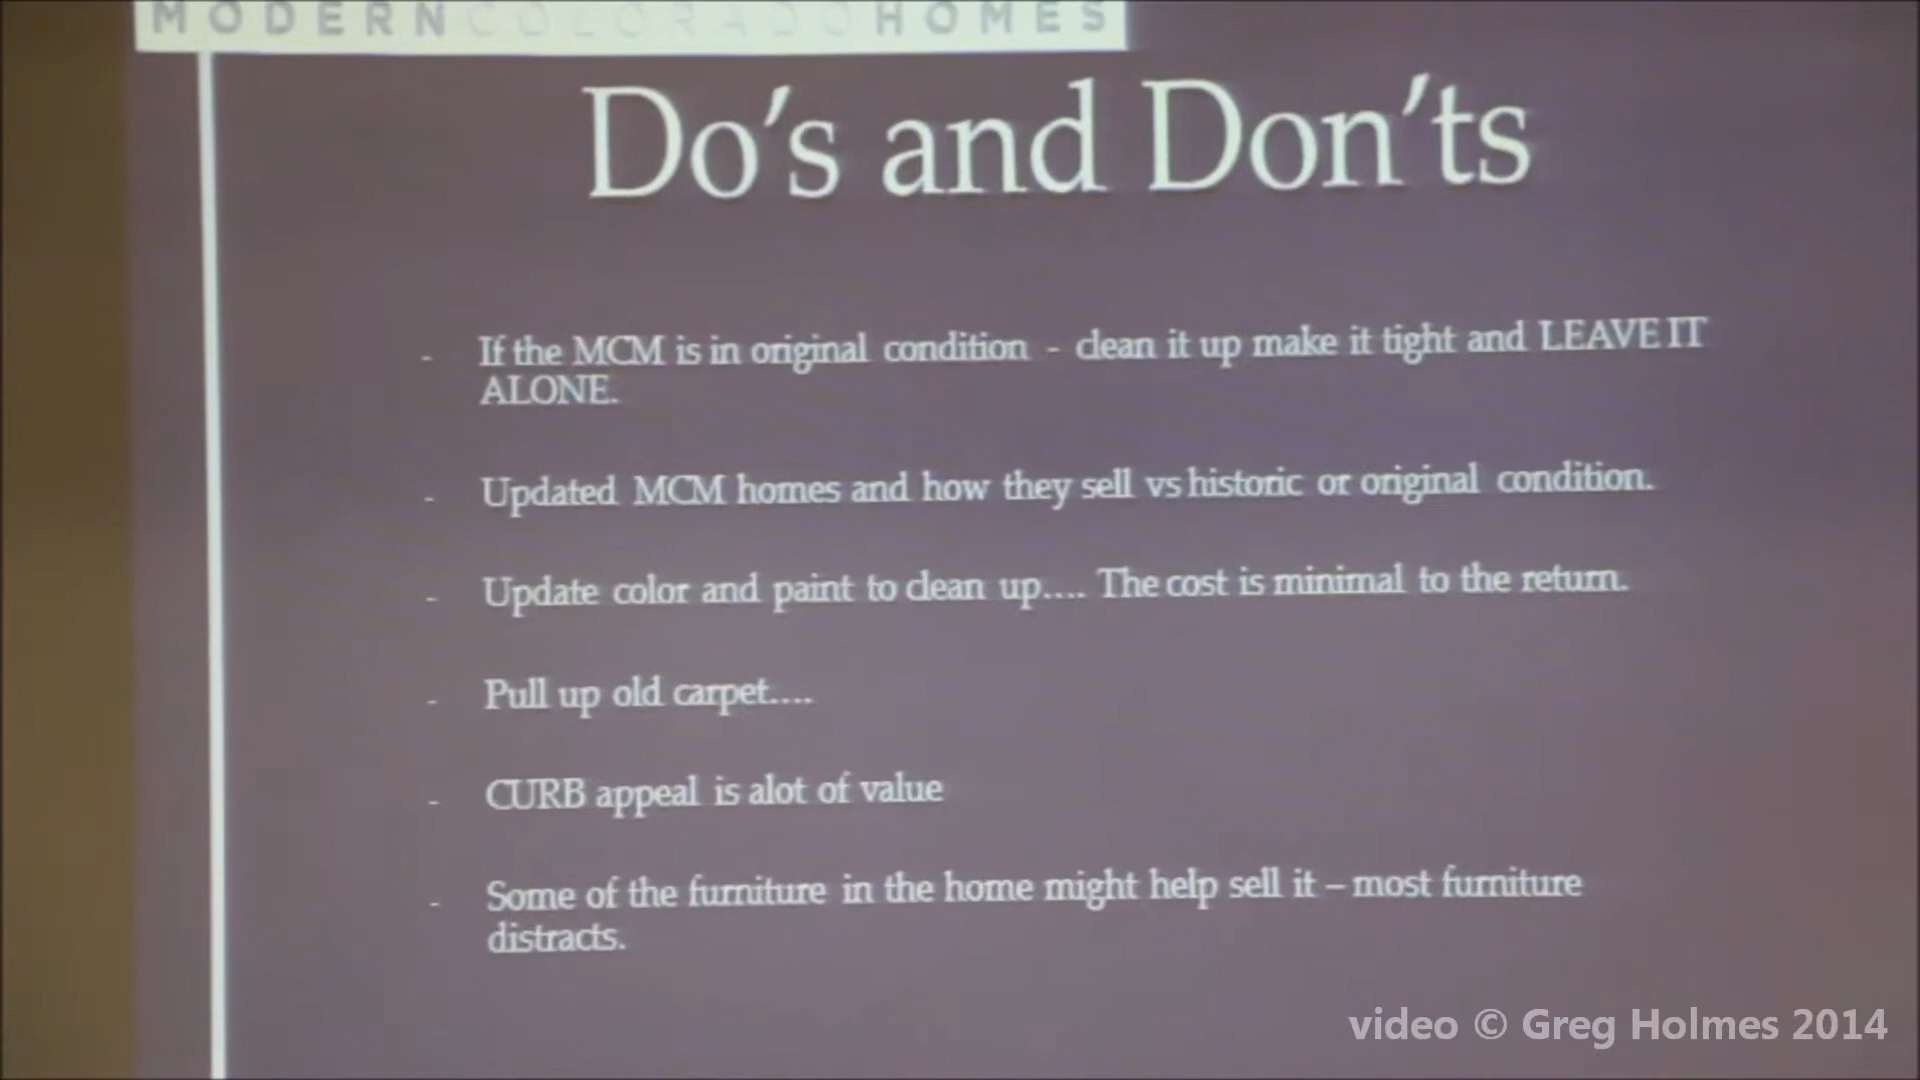 MODERNCOLORADOHOMES
Do's and Don'ts
- If the MCM is in original condition - clean it up make it tight and LEAVE IT
ALONE.
- Updated MCM homes and how they sell vs historic or original condition.
- Update color and paint to clean up.... The cost is minimal to the return.
- Pull up old carpet....
- CURB appeal is alot of value
- Some of the furniture in the home might help sell it – most furniture
distracts.
video © Greg Holmes 2014